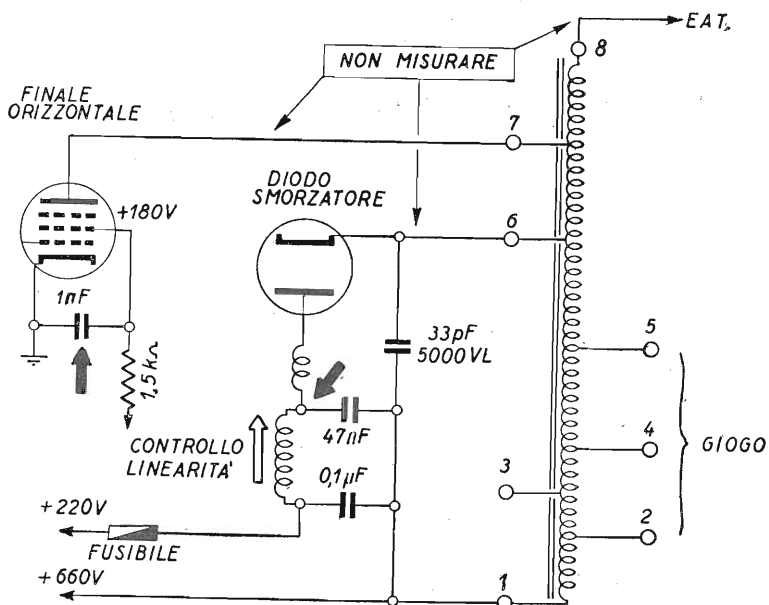 EAT.
8
NON MISURARE
FINALE
ORIZZONTALE
7
DIODO
SMORZATORE
+180V
6
1nF
5
33pF
5000VL
1,5kΩ
47nF
CONTROLLO
LINEARITA'
4
GIOGO
3
0,1µF
+220V
2
FUSIBILE
+660V
1